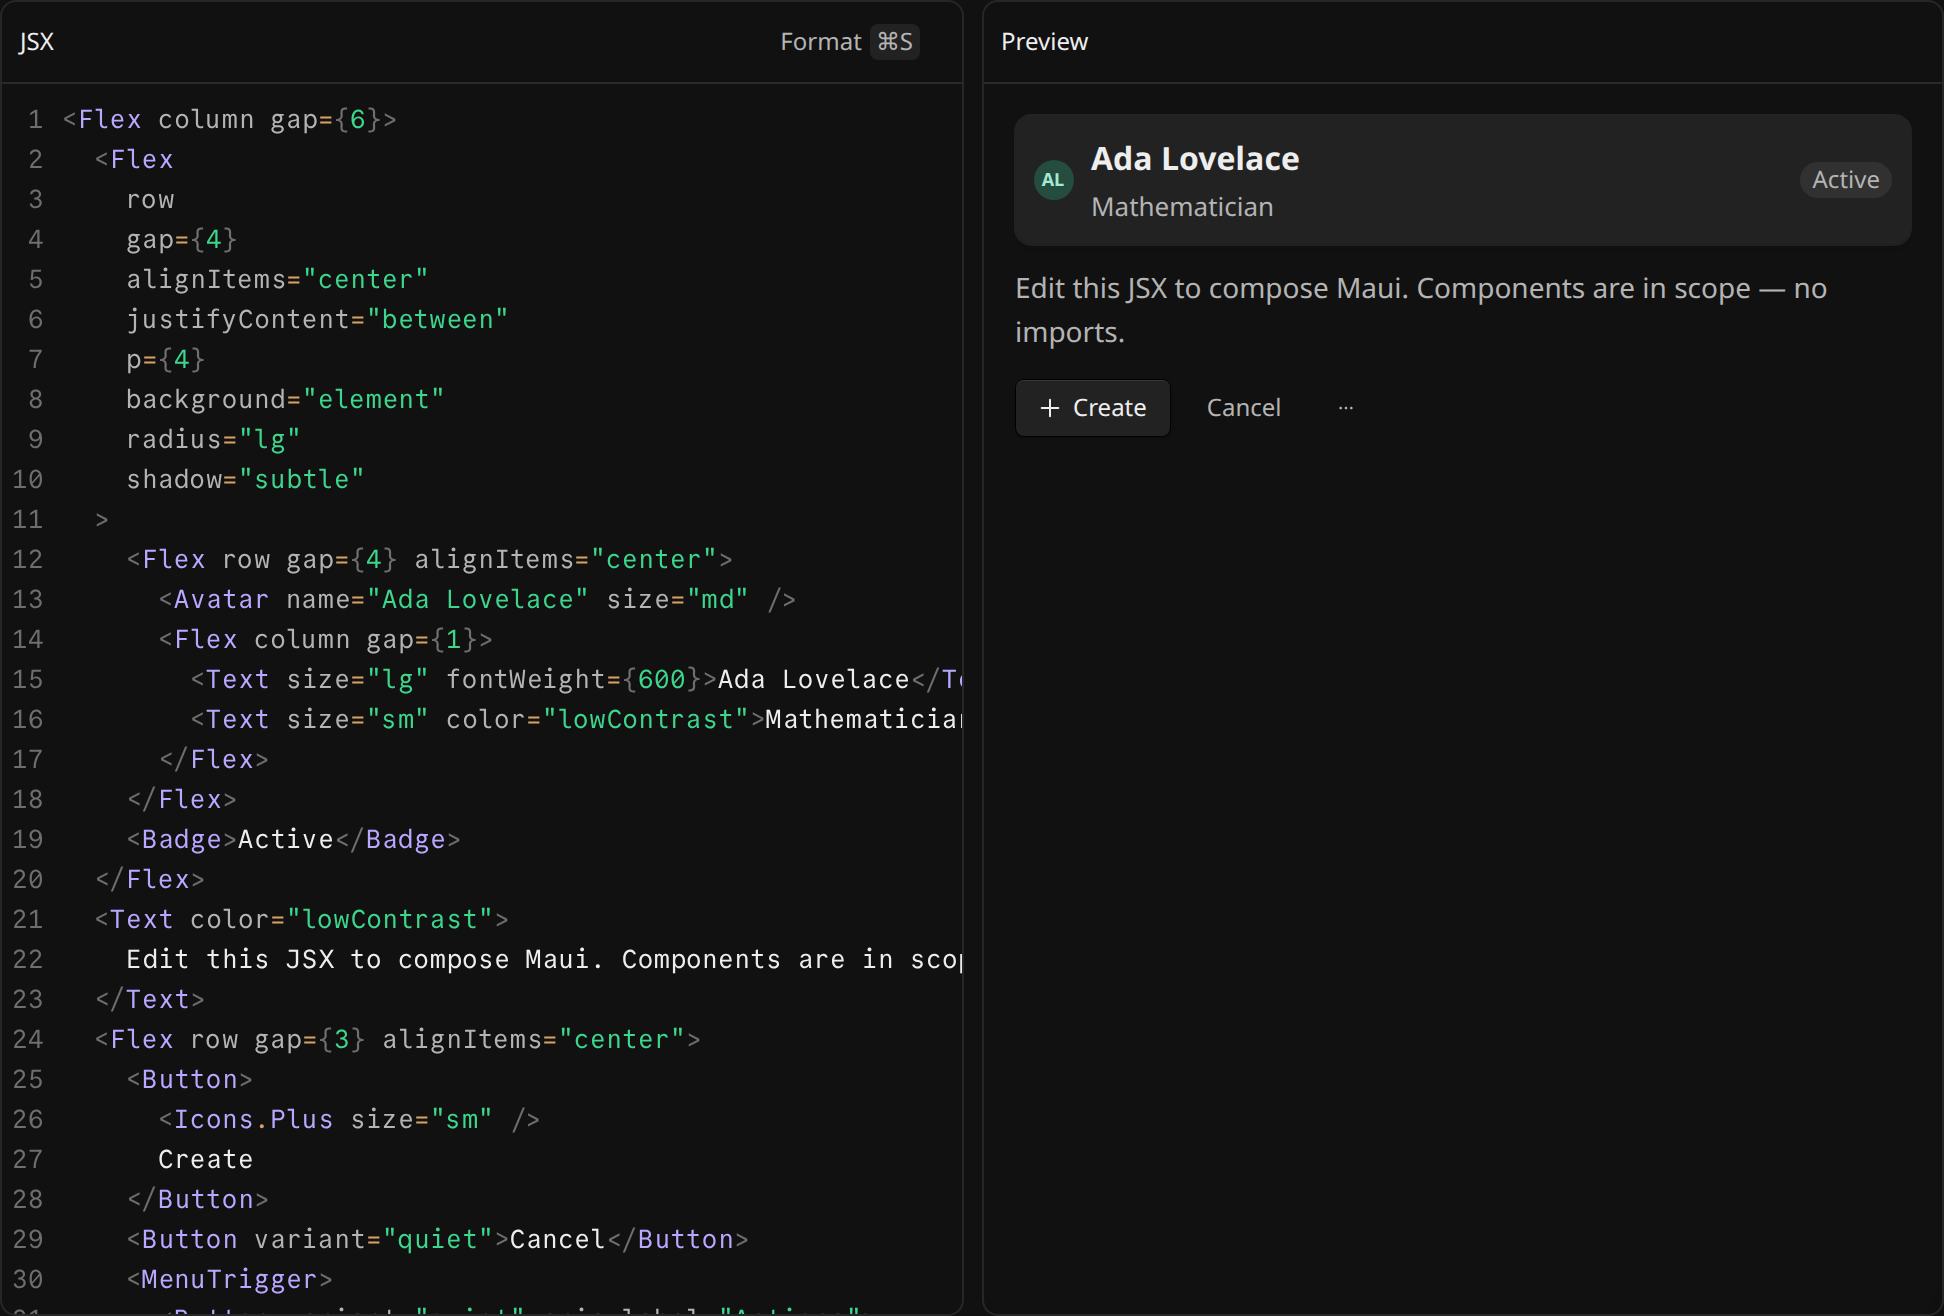 JSX
Format ⌘S
1 <Flex column gap={6}>
2 <Flex
3 row
4 gap={4}
5 alignItems="center"
6 justifyContent="between"
7 p={4}
8 background="element"
9 radius="lg"
10 shadow="subtle"
11 >
12 <Flex row gap={4} alignItems="center">
13 <Avatar name="Ada Lovelace" size="md" />
14 <Flex column gap={1}>
15 <Text size="lg" fontWeight={600}>Ada Lovelace</T
16 <Text size="sm" color="lowContrast">Mathematicia
17 </Flex>
18 </Flex>
19 <Badge>Active</Badge>
20 </Flex>
21 <Text color="lowContrast">
22 Edit this JSX to compose Maui. Components are in sco
23 </Text>
24 <Flex row gap={3} alignItems="center">
25 <Button>
26 <Icons.Plus size="sm" />
27 Create
28 </Button>
29 <Button variant="quiet">Cancel</Button>
30 <MenuTrigger>
Preview
AL
Ada Lovelace
Mathematician
Active
Edit this JSX to compose Maui. Components are in scope — no
imports.
+ Create
Cancel
···